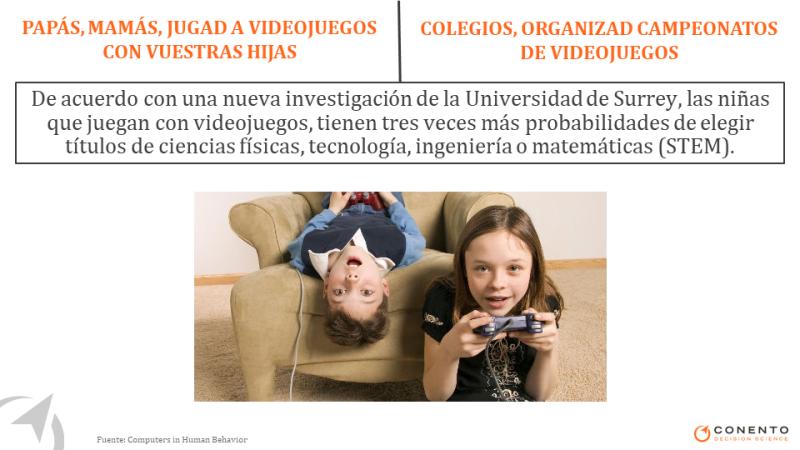 PAPÁS, MAMÁS, JUGAD A VIDEOJUEGOS
CON VUESTRAS HIJAS
COLEGIOS, ORGANIZAD CAMPEONATOS
DE VIDEOJUEGOS
De acuerdo con una nueva investigación de la Universidad de Surrey, las niñas
que juegan con videojuegos, tienen tres veces más probabilidades de elegir
títulos de ciencias físicas, tecnología, ingeniería o matemáticas (STEM).
Fuente: Computers in Human Behavior
CONENTO
DECISION SCIENCE